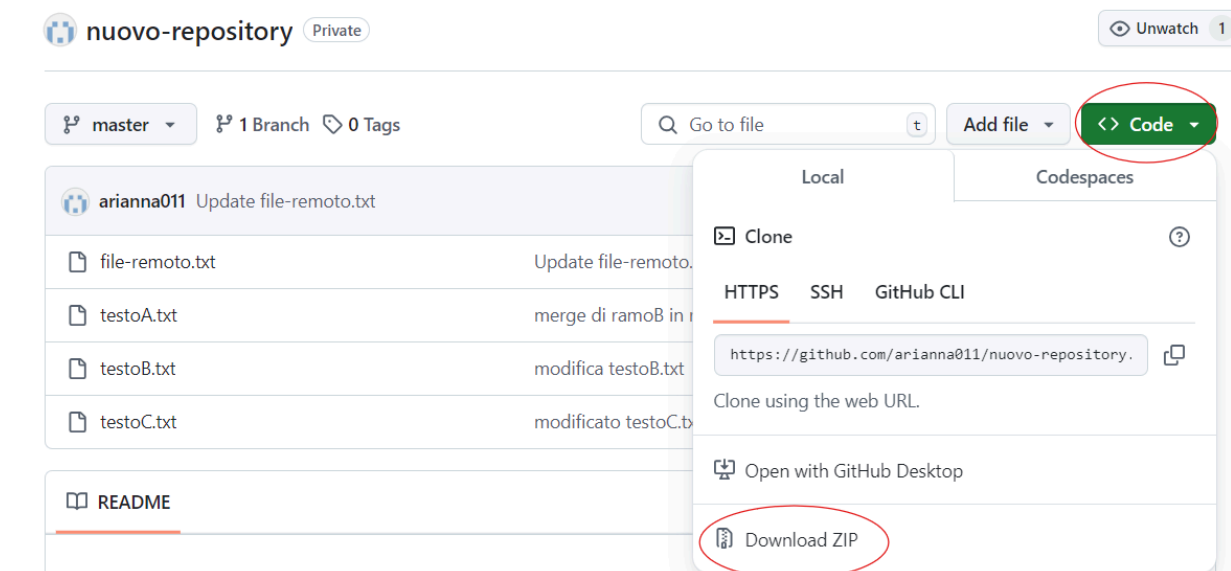 nuovo-repository Private
Unwatch 1
master 1 Branch 0 Tags
Go to file t Add file Code
arianna011 Update file-remoto.txt
file-remoto.txt Update file-remoto.
testoA.txt merge di ramoB in
testoB.txt modifica testoB.txt
testoC.txt modificato testoC.tx
README
Local Codespaces
Clone
HTTPS SSH GitHub CLI
https://github.com/arianna011/nuovo-repository.
Clone using the web URL.
Open with GitHub Desktop
Download ZIP